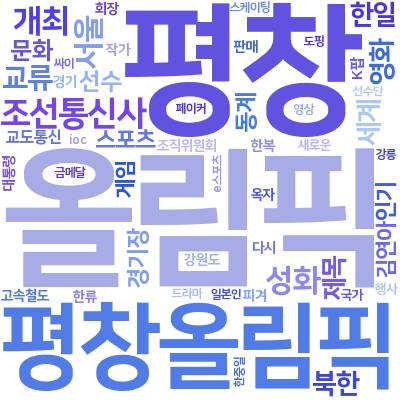 회장
스케이팅
개최
평창
한일
문화
싸이
서울
작가
판매
도핑
K팝
영화
교류
경기
선수
페이커
영상
선수단
조선통신사
동계
세계
교도통신
ioc
스포츠
조직위원회
한복
새로운
강릉
대통령
금메달
올림픽
게임
e스포츠
옥자
김연아인기
경기장
강원도
다시
성화
제목
고속철도
한류
드라마
일본인
피겨
국가
행사
평창올림픽
한중일
북한